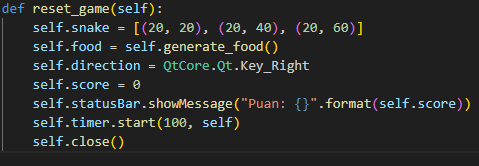 def reset_game(self):
    self.snake = [(20, 20), (20, 40), (20, 60)]
    self.food = self.generate_food()
    self.direction = QtCore.Qt.Key_Right
    self.score = 0
    self.statusBar.showMessage("Puan: {}".format(self.score))
    self.timer.start(100, self)
    self.close()